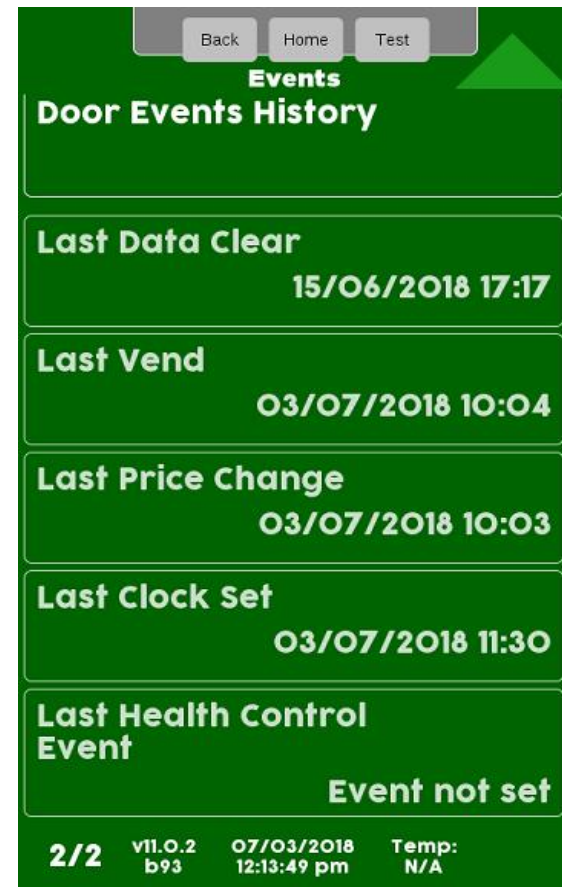 Back Home Test
Events
Door Events History
Last Data Clear
15/06/2018 17:17
Last Vend
03/07/2018 10:04
Last Price Change
03/07/2018 10:03
Last Clock Set
03/07/2018 11:30
Last Health Control
Event
Event not set
2/2 v11.0.2 07/03/2018 Temp:
b93 12:13:49 pm N/A